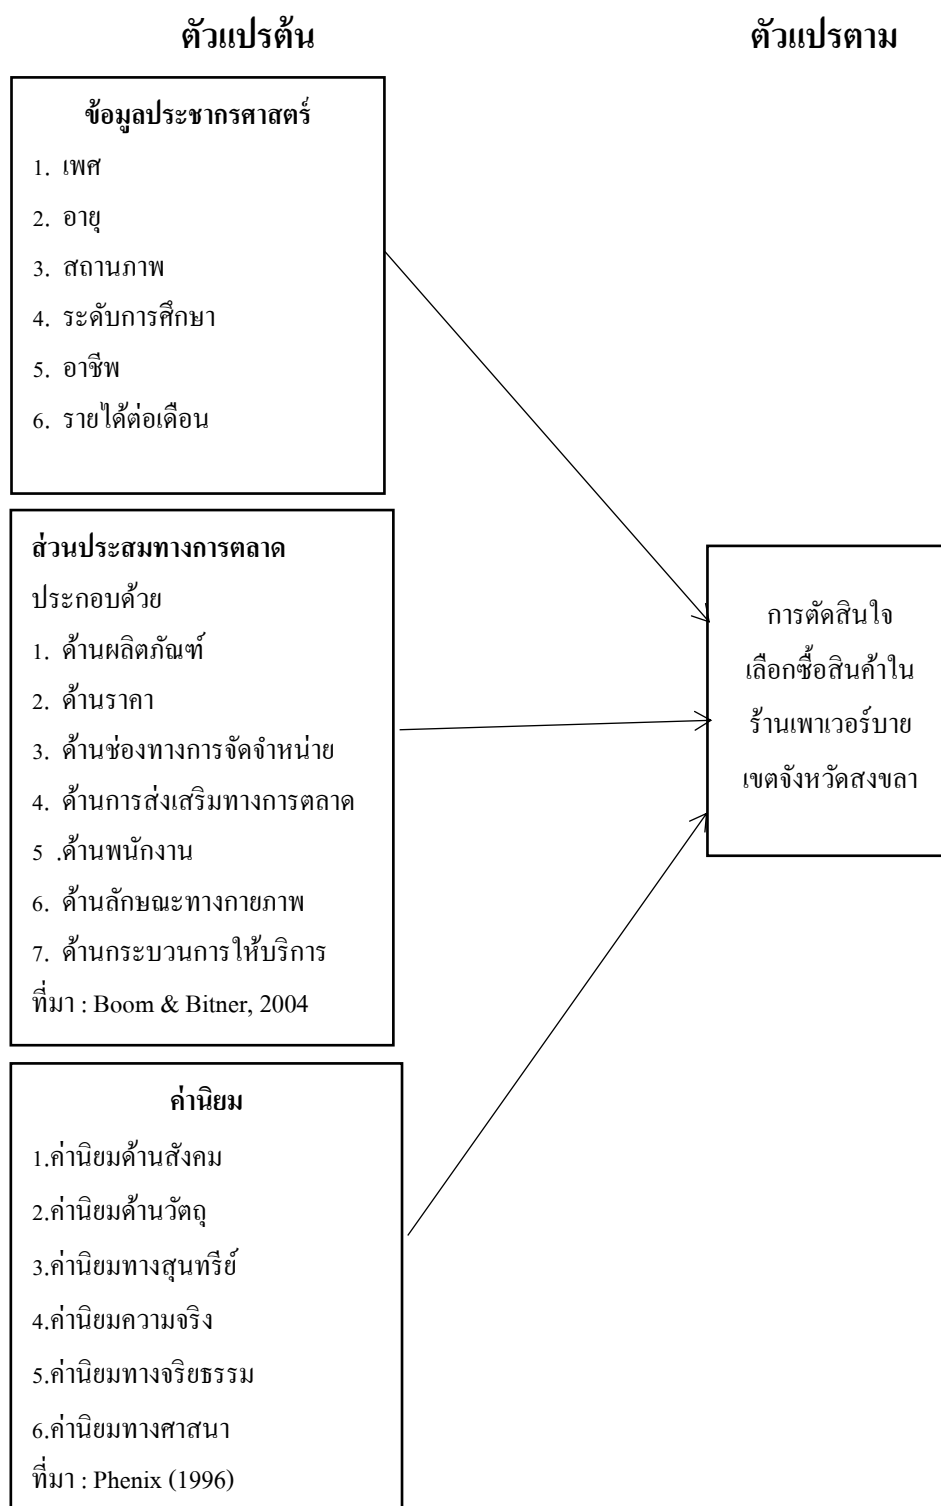 ตัวแปรต้น
ตัวแปรตาม
ข้อมูลประชากรศาสตร์
1. เพศ
2. อายุ
3. สถานภาพ
4. ระดับการศึกษา
5. อาชีพ
6. รายได้ต่อเดือน
ส่วนประสมทางการตลาด
ประกอบด้วย
1. ด้านผลิตภัณฑ์
2. ด้านราคา
3. ด้านช่องทางการจัดจำหน่าย
4. ด้านการส่งเสริมทางการตลาด
5 .ด้านพนักงาน
6. ด้านลักษณะทางกายภาพ
7. ด้านกระบวนการให้บริการ
ที่มา : Boom & Bitner, 2004
ค่านิยม
1.ค่านิยมด้านสังคม
2.ค่านิยมด้านวัตถุ
3.ค่านิยมทางสุนทรีย์
4.ค่านิยมความจริง
5.ค่านิยมทางจริยธรรม
6.ค่านิยมทางศาสนา
ที่มา : Phenix (1996)
การตัดสินใจ
เลือกซื้อสินค้าใน
ร้านเพาเวอร์บาย
เขตจังหวัดสงขลา